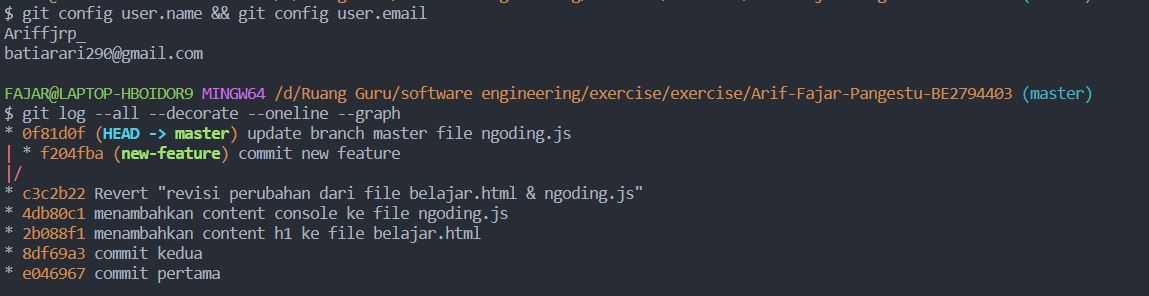 $ git config user.name && git config user.email
Ariffjrp_
batiarari290@gmail.com
FAJAR@LAPTOP-HBOIDOR9 MINGW64 /d/Ruang Guru/software engineering/exercise/exercise/Arif-Fajar-Pangestu-BE2794403 (master)
$ git log --all --decorate --oneline --graph
* 0f81d0f (HEAD -> master) update branch master file ngoding.js
| * f204fba (new-feature) commit new feature
|/
* c3c2b22 Revert "revisi perubahan dari file belajar.html & ngoding.js"
* 4db80c1 menambahkan content console ke file ngoding.js
* 2b088f1 menambahkan content h1 ke file belajar.html
* 8df69a3 commit kedua
* e046967 commit pertama